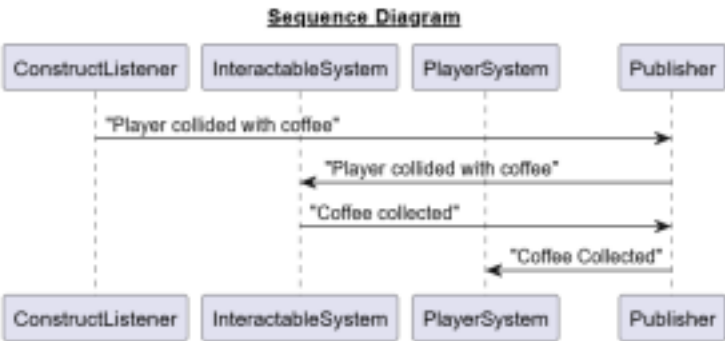 Sequence Diagram
ConstructListener InteractableSystem PlayerSystem Publisher
"Player collided with coffee"
"Player collided with coffee"
"Coffee collected"
"Coffee Collected"
ConstructListener InteractableSystem PlayerSystem Publisher